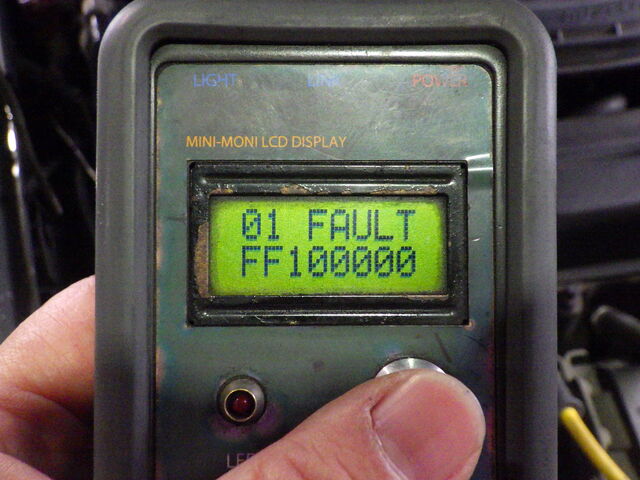 LIGHT LINK POWER
MINI-MONI LCD DISPLAY
01 FAULT
FF100000